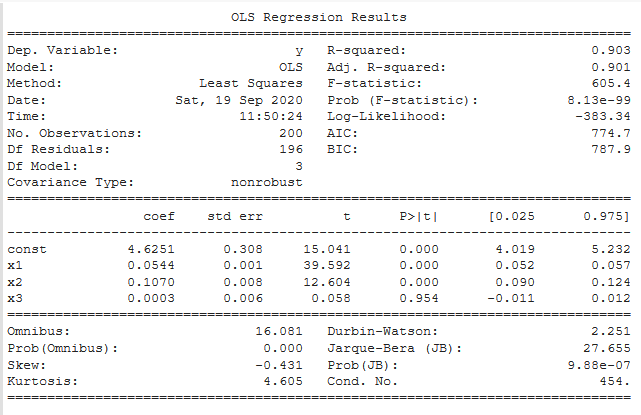 OLS Regression Results
==============================================================================
Dep. Variable:                      y   R-squared:                       0.903
Model:                            OLS   Adj. R-squared:                  0.901
Method:                 Least Squares   F-statistic:                     605.4
Date:                Sat, 19 Sep 2020   Prob (F-statistic):           8.13e-99
Time:                        11:50:24   Log-Likelihood:                -383.34
No. Observations:                 200   AIC:                             774.7
Df Residuals:                     196   BIC:                             787.9
Df Model:                           3
Covariance Type:            nonrobust
==============================================================================
                 coef    std err          t      P>|t|      [0.025      0.975]
------------------------------------------------------------------------------
const          4.6251      0.308     15.041      0.000       4.019       5.232
x1             0.0544      0.001     39.592      0.000       0.052       0.057
x2             0.1070      0.008     12.604      0.000       0.090       0.124
x3             0.0003      0.006      0.058      0.954      -0.011       0.012
==============================================================================
Omnibus:                       16.081   Durbin-Watson:                   2.251
Prob(Omnibus):                  0.000   Jarque-Bera (JB):               27.655
Skew:                          -0.431   Prob(JB):                     9.88e-07
Kurtosis:                       4.605   Cond. No.                         454.
==============================================================================